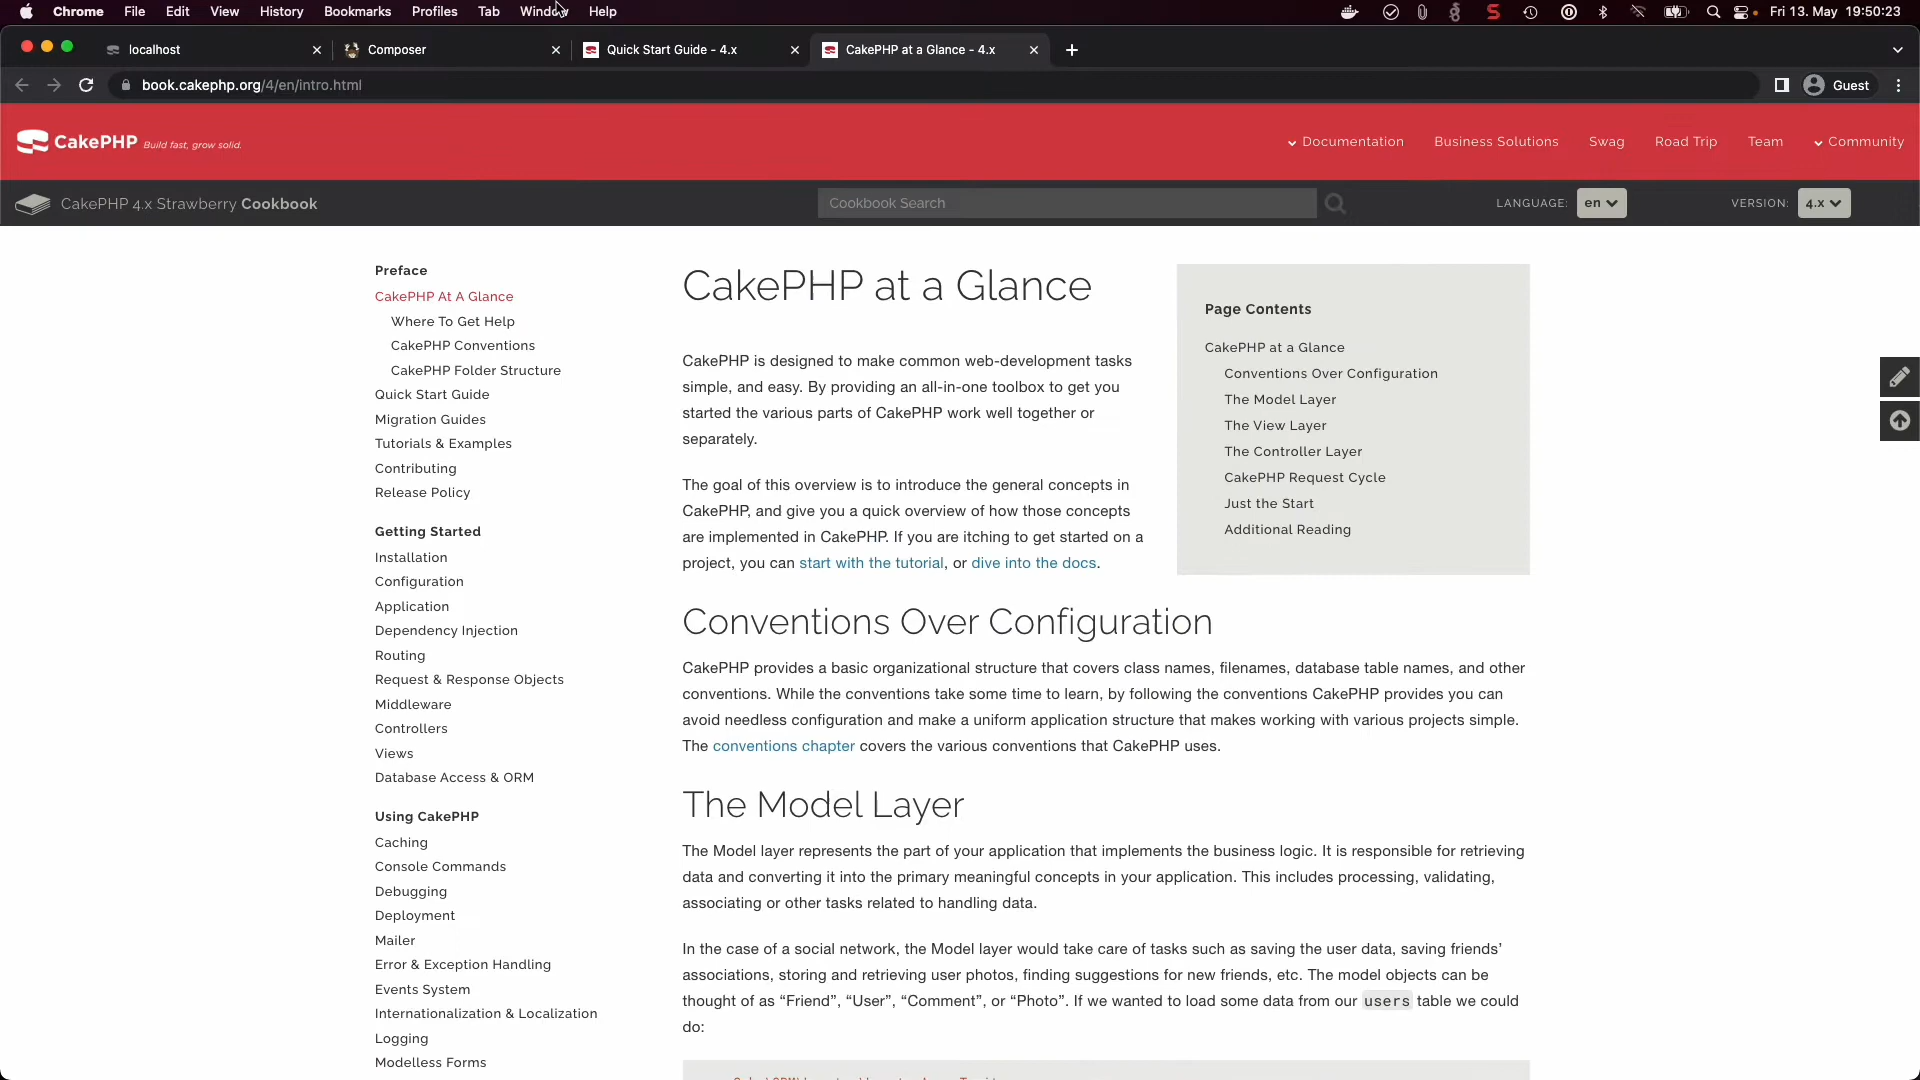 Chrome File Edit View History Bookmarks Profiles Tab Window Help Fri 13. May 19:50:23
localhost Composer Quick Start Guide - 4.x CakePHP at a Glance - 4.x
book.cakephp.org/4/en/intro.html Guest
CakePHP Build fast, grow solid. Documentation Business Solutions Swag Road Trip Team Community
CakePHP 4.x Strawberry Cookbook Cookbook Search LANGUAGE: en VERSION: 4.x
Preface
CakePHP At A Glance
Where To Get Help
CakePHP Conventions
CakePHP Folder Structure
Quick Start Guide
Migration Guides
Tutorials & Examples
Contributing
Release Policy
Getting Started
Installation
Configuration
Application
Dependency Injection
Routing
Request & Response Objects
Middleware
Controllers
Views
Database Access & ORM
Using CakePHP
Caching
Console Commands
Debugging
Deployment
Mailer
Error & Exception Handling
Events System
Internationalization & Localization
Logging
Modelless Forms
CakePHP at a Glance
CakePHP is designed to make common web-development tasks
simple, and easy. By providing an all-in-one toolbox to get you
started the various parts of CakePHP work well together or
separately.
The goal of this overview is to introduce the general concepts in
CakePHP, and give you a quick overview of how those concepts
are implemented in CakePHP. If you are itching to get started on a
project, you can start with the tutorial, or dive into the docs.
Page Contents
CakePHP at a Glance
Conventions Over Configuration
The Model Layer
The View Layer
The Controller Layer
CakePHP Request Cycle
Just the Start
Additional Reading
Conventions Over Configuration
CakePHP provides a basic organizational structure that covers class names, filenames, database table names, and other
conventions. While the conventions take some time to learn, by following the conventions CakePHP provides you can
avoid needless configuration and make a uniform application structure that makes working with various projects simple.
The conventions chapter covers the various conventions that CakePHP uses.
The Model Layer
The Model layer represents the part of your application that implements the business logic. It is responsible for retrieving
data and converting it into the primary meaningful concepts in your application. This includes processing, validating,
associating or other tasks related to handling data.
In the case of a social network, the Model layer would take care of tasks such as saving the user data, saving friends’
associations, storing and retrieving user photos, finding suggestions for new friends, etc. The model objects can be
thought of as “Friend”, “User”, “Comment”, or “Photo”. If we wanted to load some data from our users table we could
do: